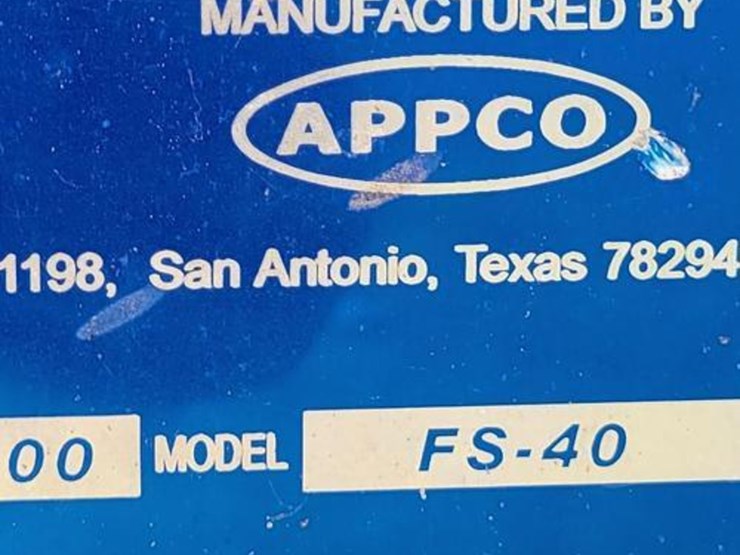 MANUFACTURED BY
APPCO
1198, San Antonio, Texas 78294
00 MODEL FS-40